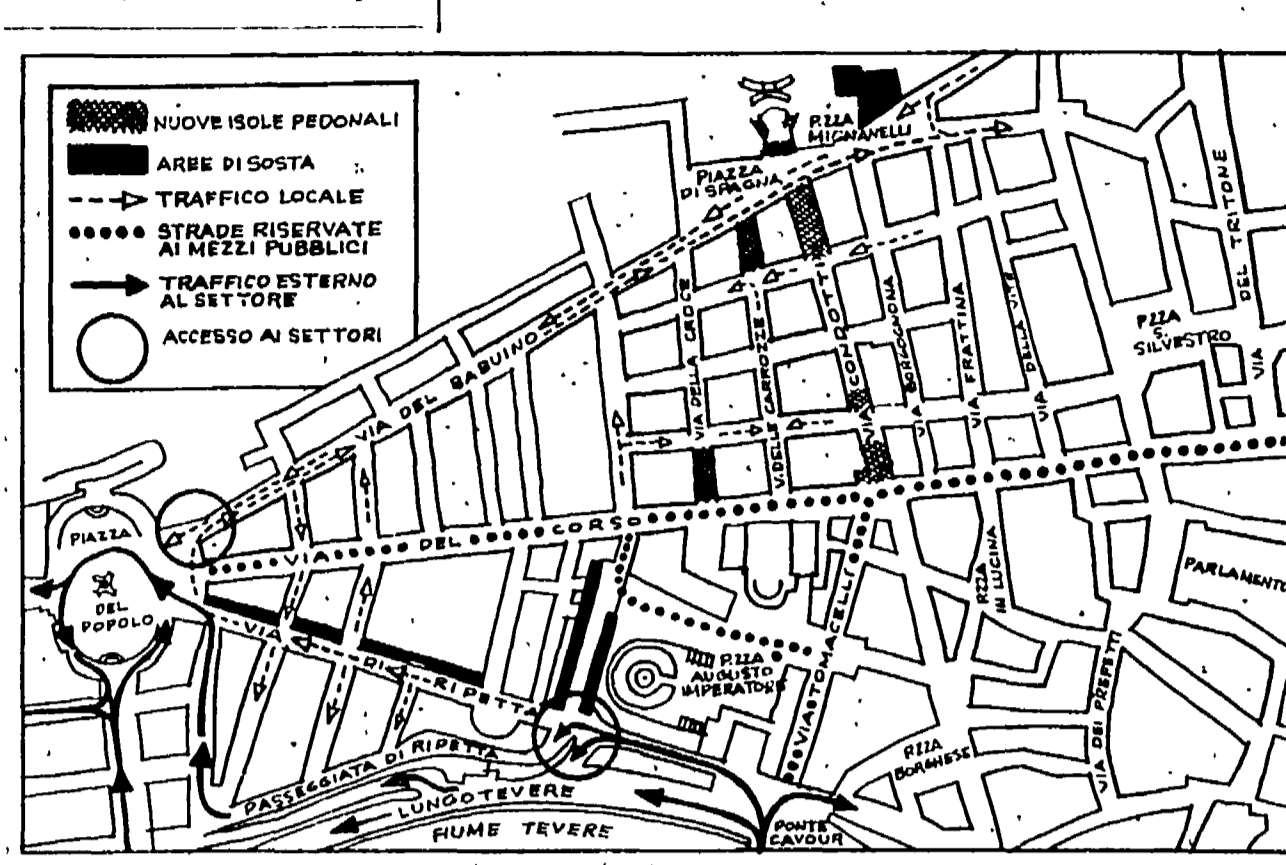 NUOVE ISOLE PEDONALI
AREE DI SOSTA
TRAFFICO LOCALE
STRADE RISERVATE
AI MEZZI PUBBLICI
TRAFFICO ESTERNO
AL SETTORE
ACCESSO AI SETTORI
P.ZZA
MIGNANELLI
PIAZZA
DI SPAGNA
VIA DEL TRITONE
P.ZZA
S.
SILVESTRO
VIA DEL BABUINO
VIA DELLA CROCE
V. DELLE CARROZZE
VIA CONDOTTI
VIA BORGOGNONA
VIA FRATTINA
VIA DELLA VITE
PIAZZA
DEL
POPOLO
VIA DEL CORSO
VIA DI RIPETTA
P.ZZA
AUGUSTO
IMPERATORE
VIA TOMACELLI
P.ZZA
IN LUCINA
PARLAMENTO
VIA DEI PREFETTI
P.ZZA
BORGHESE
PASSEGIATA DI RIPETTA
LUNGOTEVERE
FIUME TEVERE
PONTE
CAVOUR